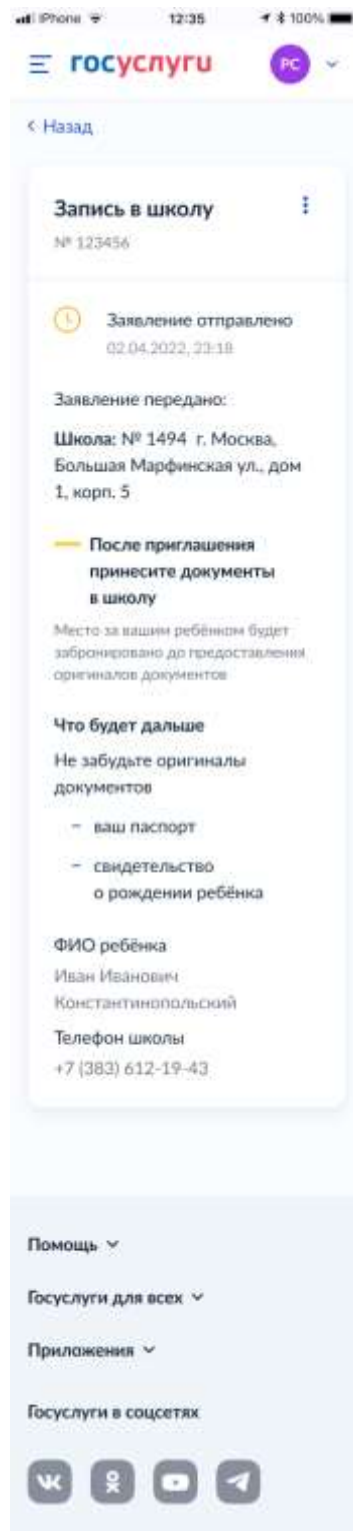 iPhone 12:35 100%
госуслуги РС
Назад
Запись в школу
№ 123456
Заявление отправлено
02.04.2022, 23:18
Заявление передано:
Школа: № 1494 г. Москва,
Большая Марфинская ул., дом
1, корп. 5
После приглашения
принесите документы
в школу
Место за вашим ребёнком будет
забронировано до предоставления
оригиналов документов
Что будет дальше
Не забудьте оригиналы
документов
– ваш паспорт
– свидетельство
о рождении ребёнка
ФИО ребёнка
Иван Иванович
Константинопольский
Телефон школы
+7 (383) 612-19-43
Помощь
Госуслуги для всех
Приложения
Госуслуги в соцсетях